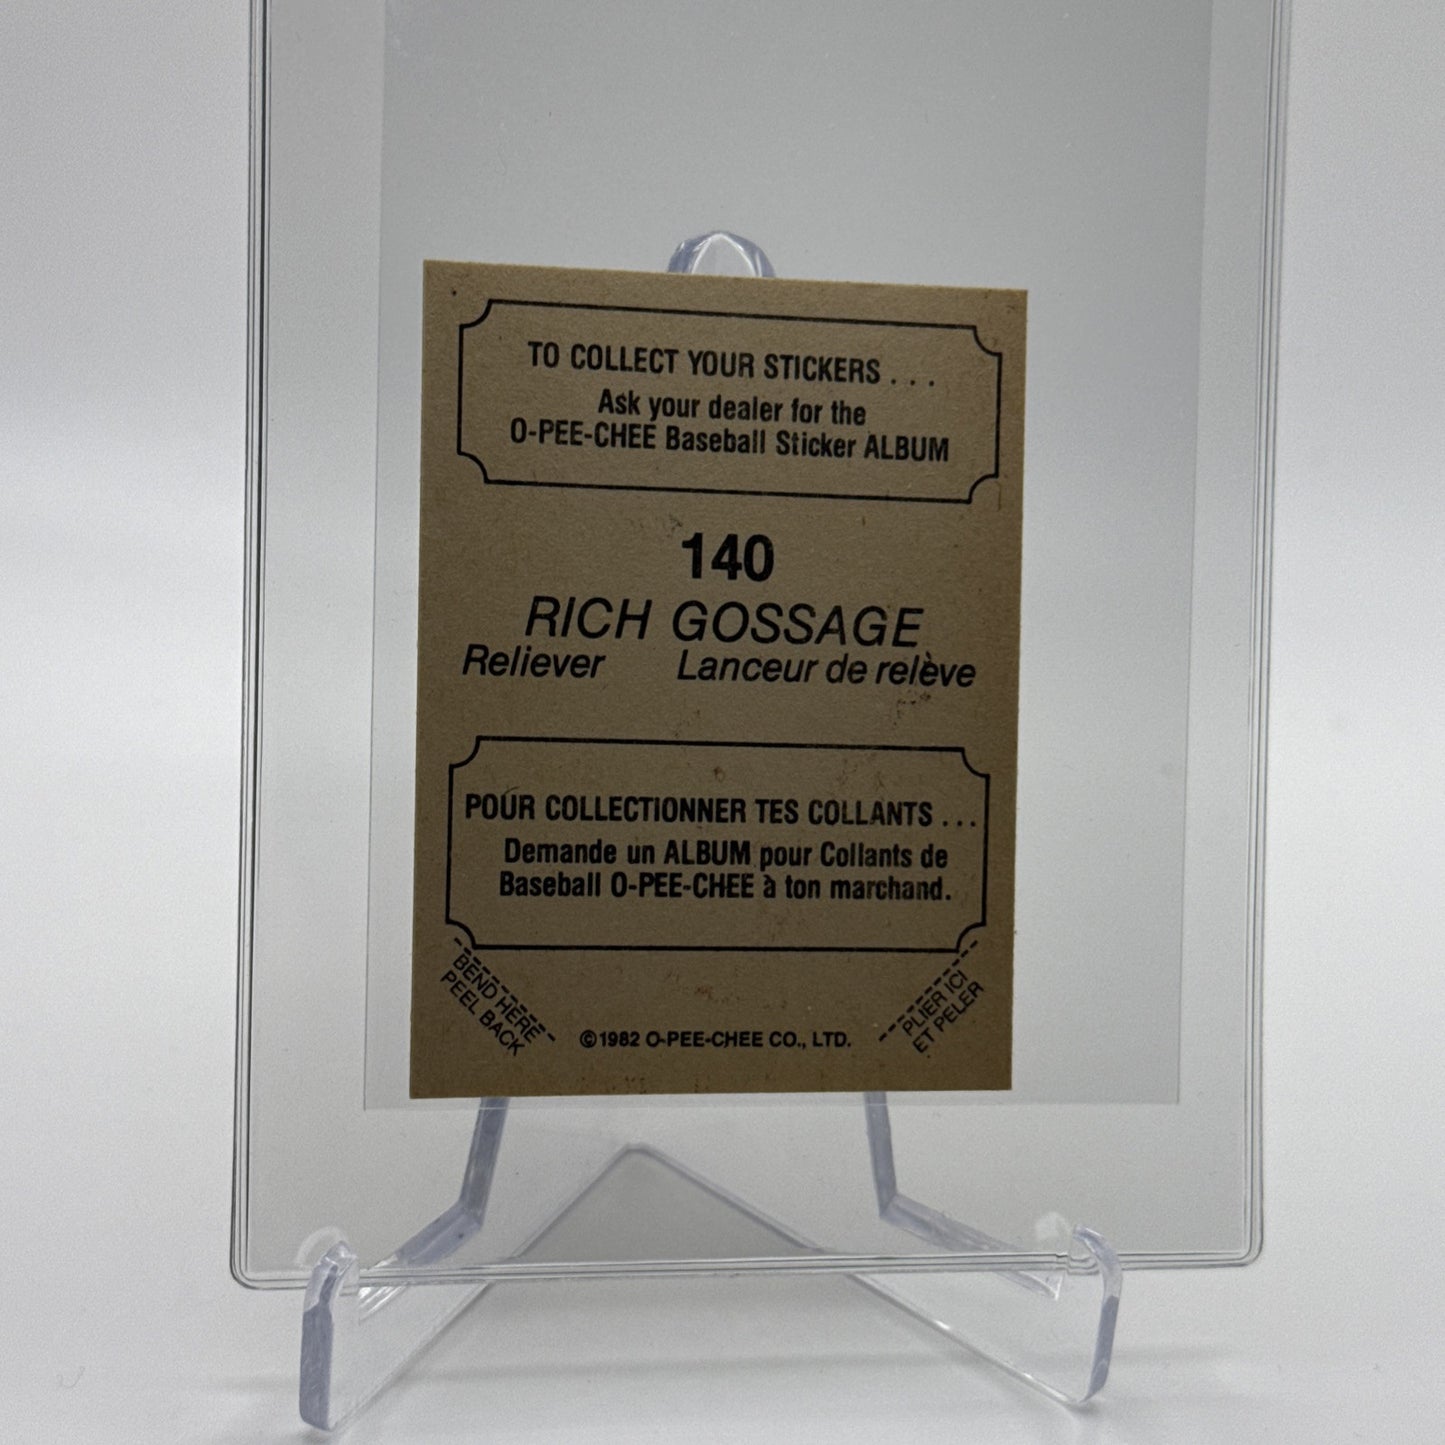 TO COLLECT YOUR STICKERS . . .
Ask your dealer for the
O-PEE-CHEE Baseball Sticker ALBUM
140
RICH GOSSAGE
Reliever Lanceur de relève
POUR COLLECTIONNER TES COLLANTS . . .
Demande un ALBUM pour Collants de
Baseball O-PEE-CHEE à ton marchand.
BEND HERE
PEEL BACK
©1982 O-PEE-CHEE CO., LTD.
PLIER ICI
ET PELER